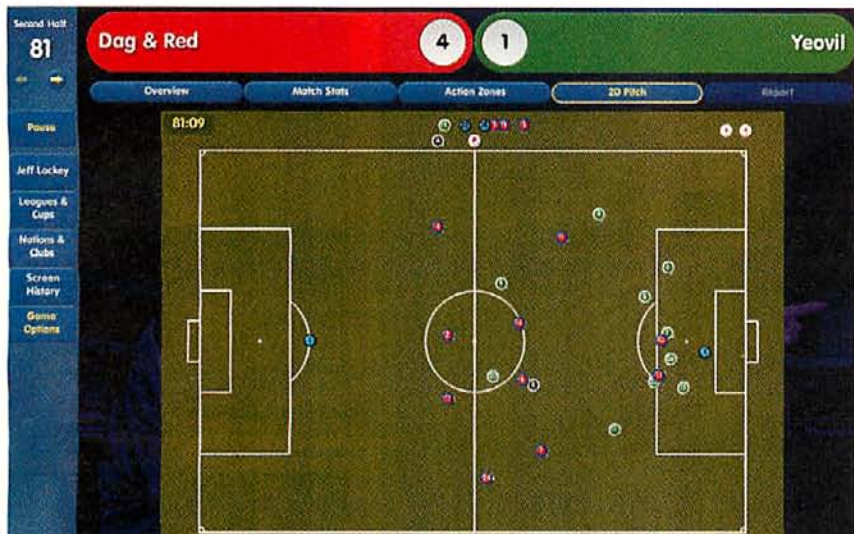 Second Half
81
Dag & Red
4
1
Yeovil
Overview
Match Stats
Action Zones
2D Pitch
Report
Pause
Jeff Lockey
Leagues &
Cups
Nations &
Clubs
Screen
History
Game
Options
81:09